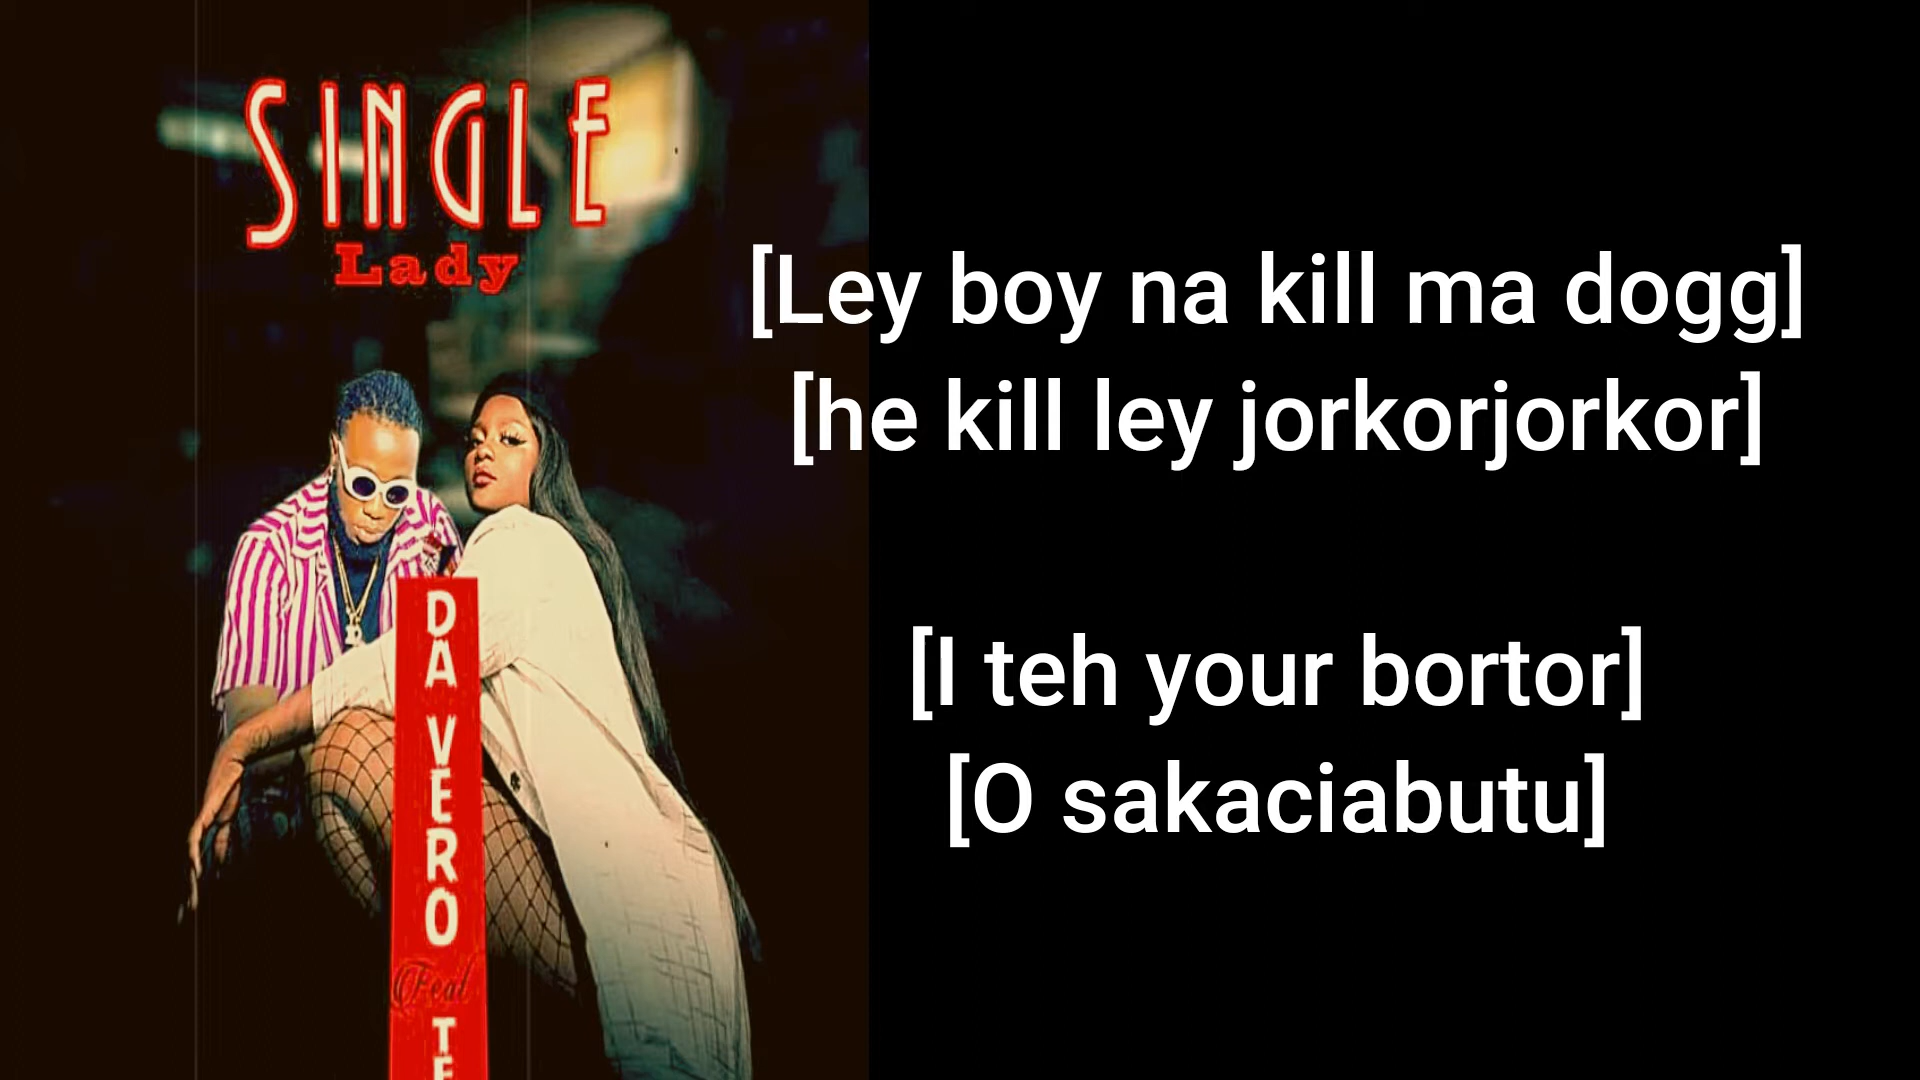 SINGLE
Lady
DA VERO
Feat
TE
[Ley boy na kill ma dogg]
[he kill ley jorkorjorkor]
[I teh your bortor]
[O sakaciabutu]